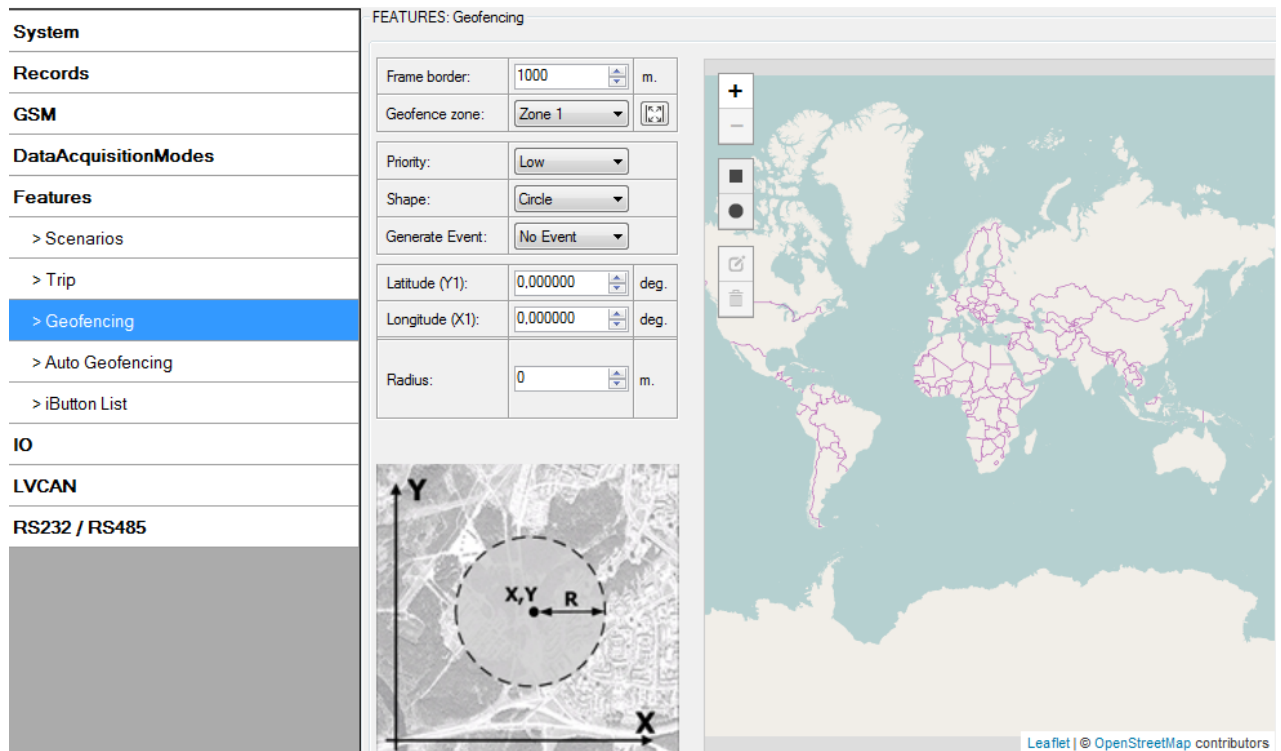 System
Records
GSM
DataAcquisitionModes
Features
> Scenarios
> Trip
> Geofencing
> Auto Geofencing
> iButton List
IO
LVCAN
RS232 / RS485
FEATURES: Geofencing
Frame border: 1000 m.
Geofence zone: Zone 1
Priority: Low
Shape: Circle
Generate Event: No Event
Latitude (Y1): 0,000000 deg.
Longitude (X1): 0,000000 deg.
Radius: 0 m.
Y
X,Y R
X
+
−
Leaflet | © OpenStreetMap contributors